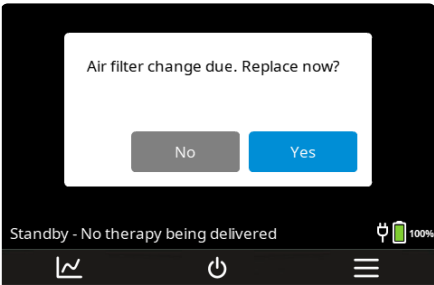 Air filter change due. Replace now?
No Yes
Standby - No therapy being delivered 100%